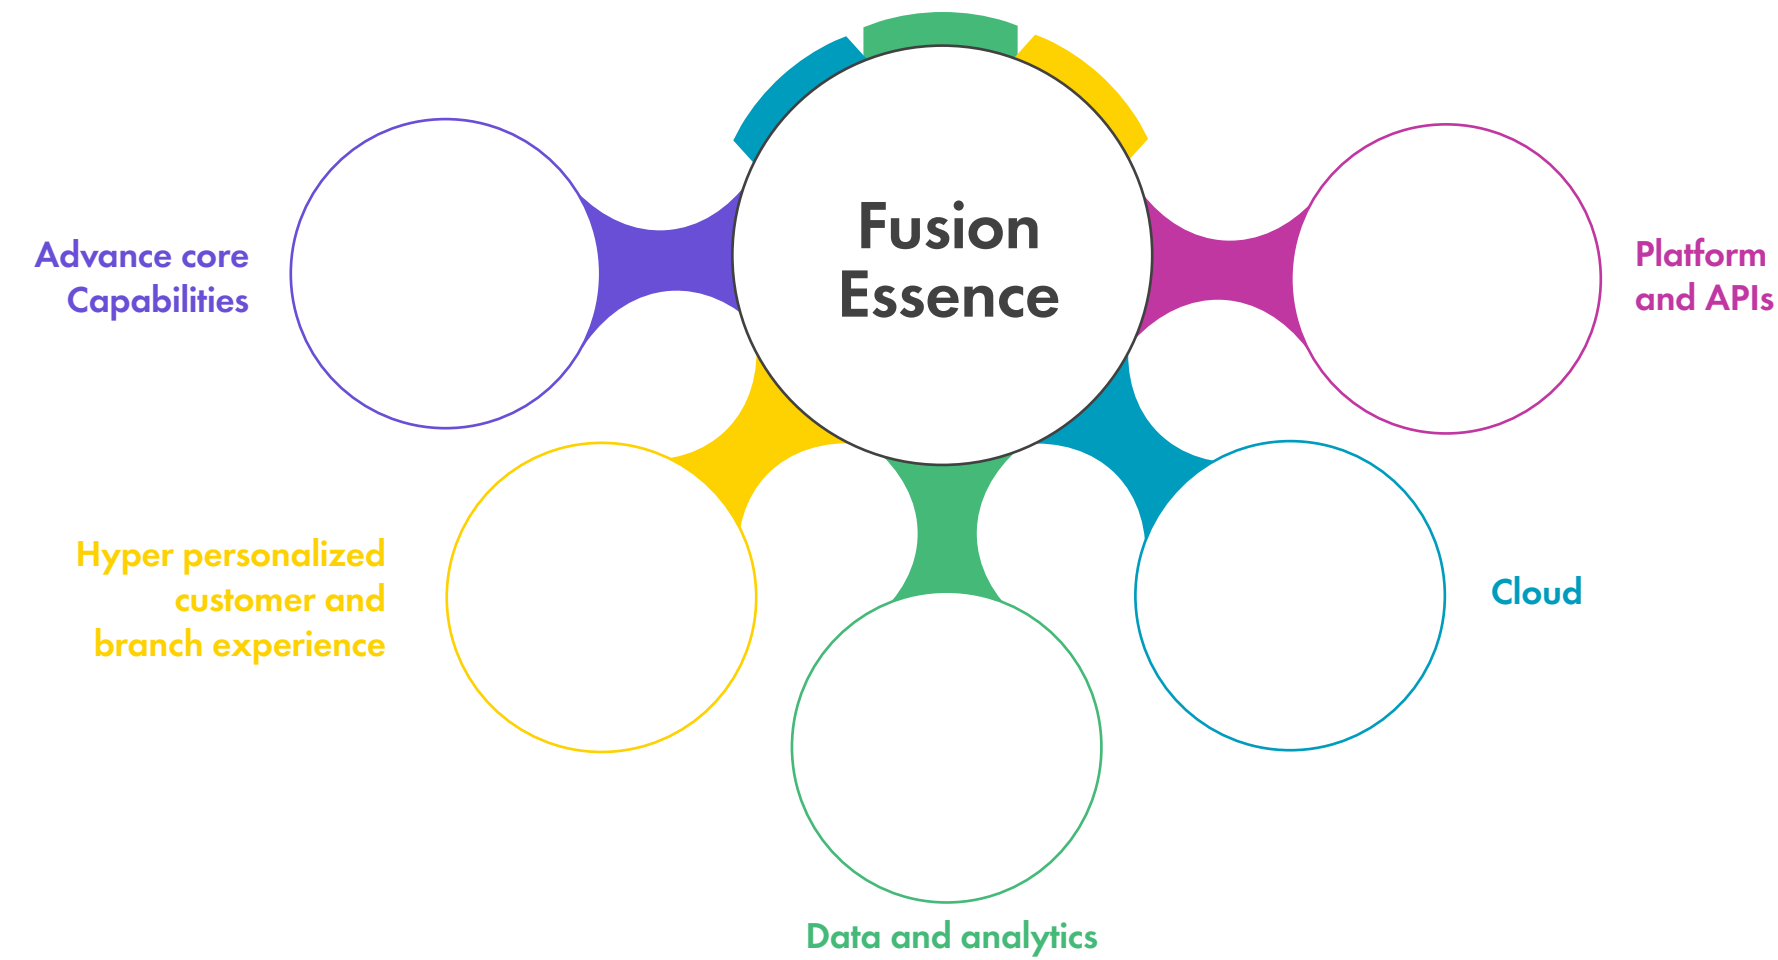 Fusion
Essence
Advance core
Capabilities
Platform
and APIs
Hyper personalized
customer and
branch experience
Cloud
Data and analytics